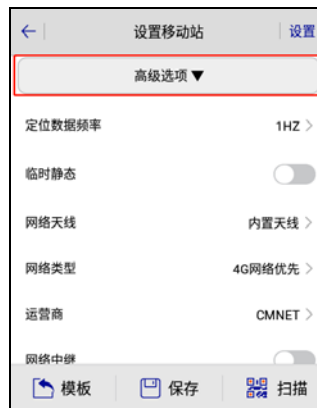 设置移动站 设置
高级选项▼
定位数据频率 1HZ >
临时静态
网络天线 内置天线 >
网络类型 4G网络优先 >
运营商 CMNET >
网络中继
模板 保存 扫描